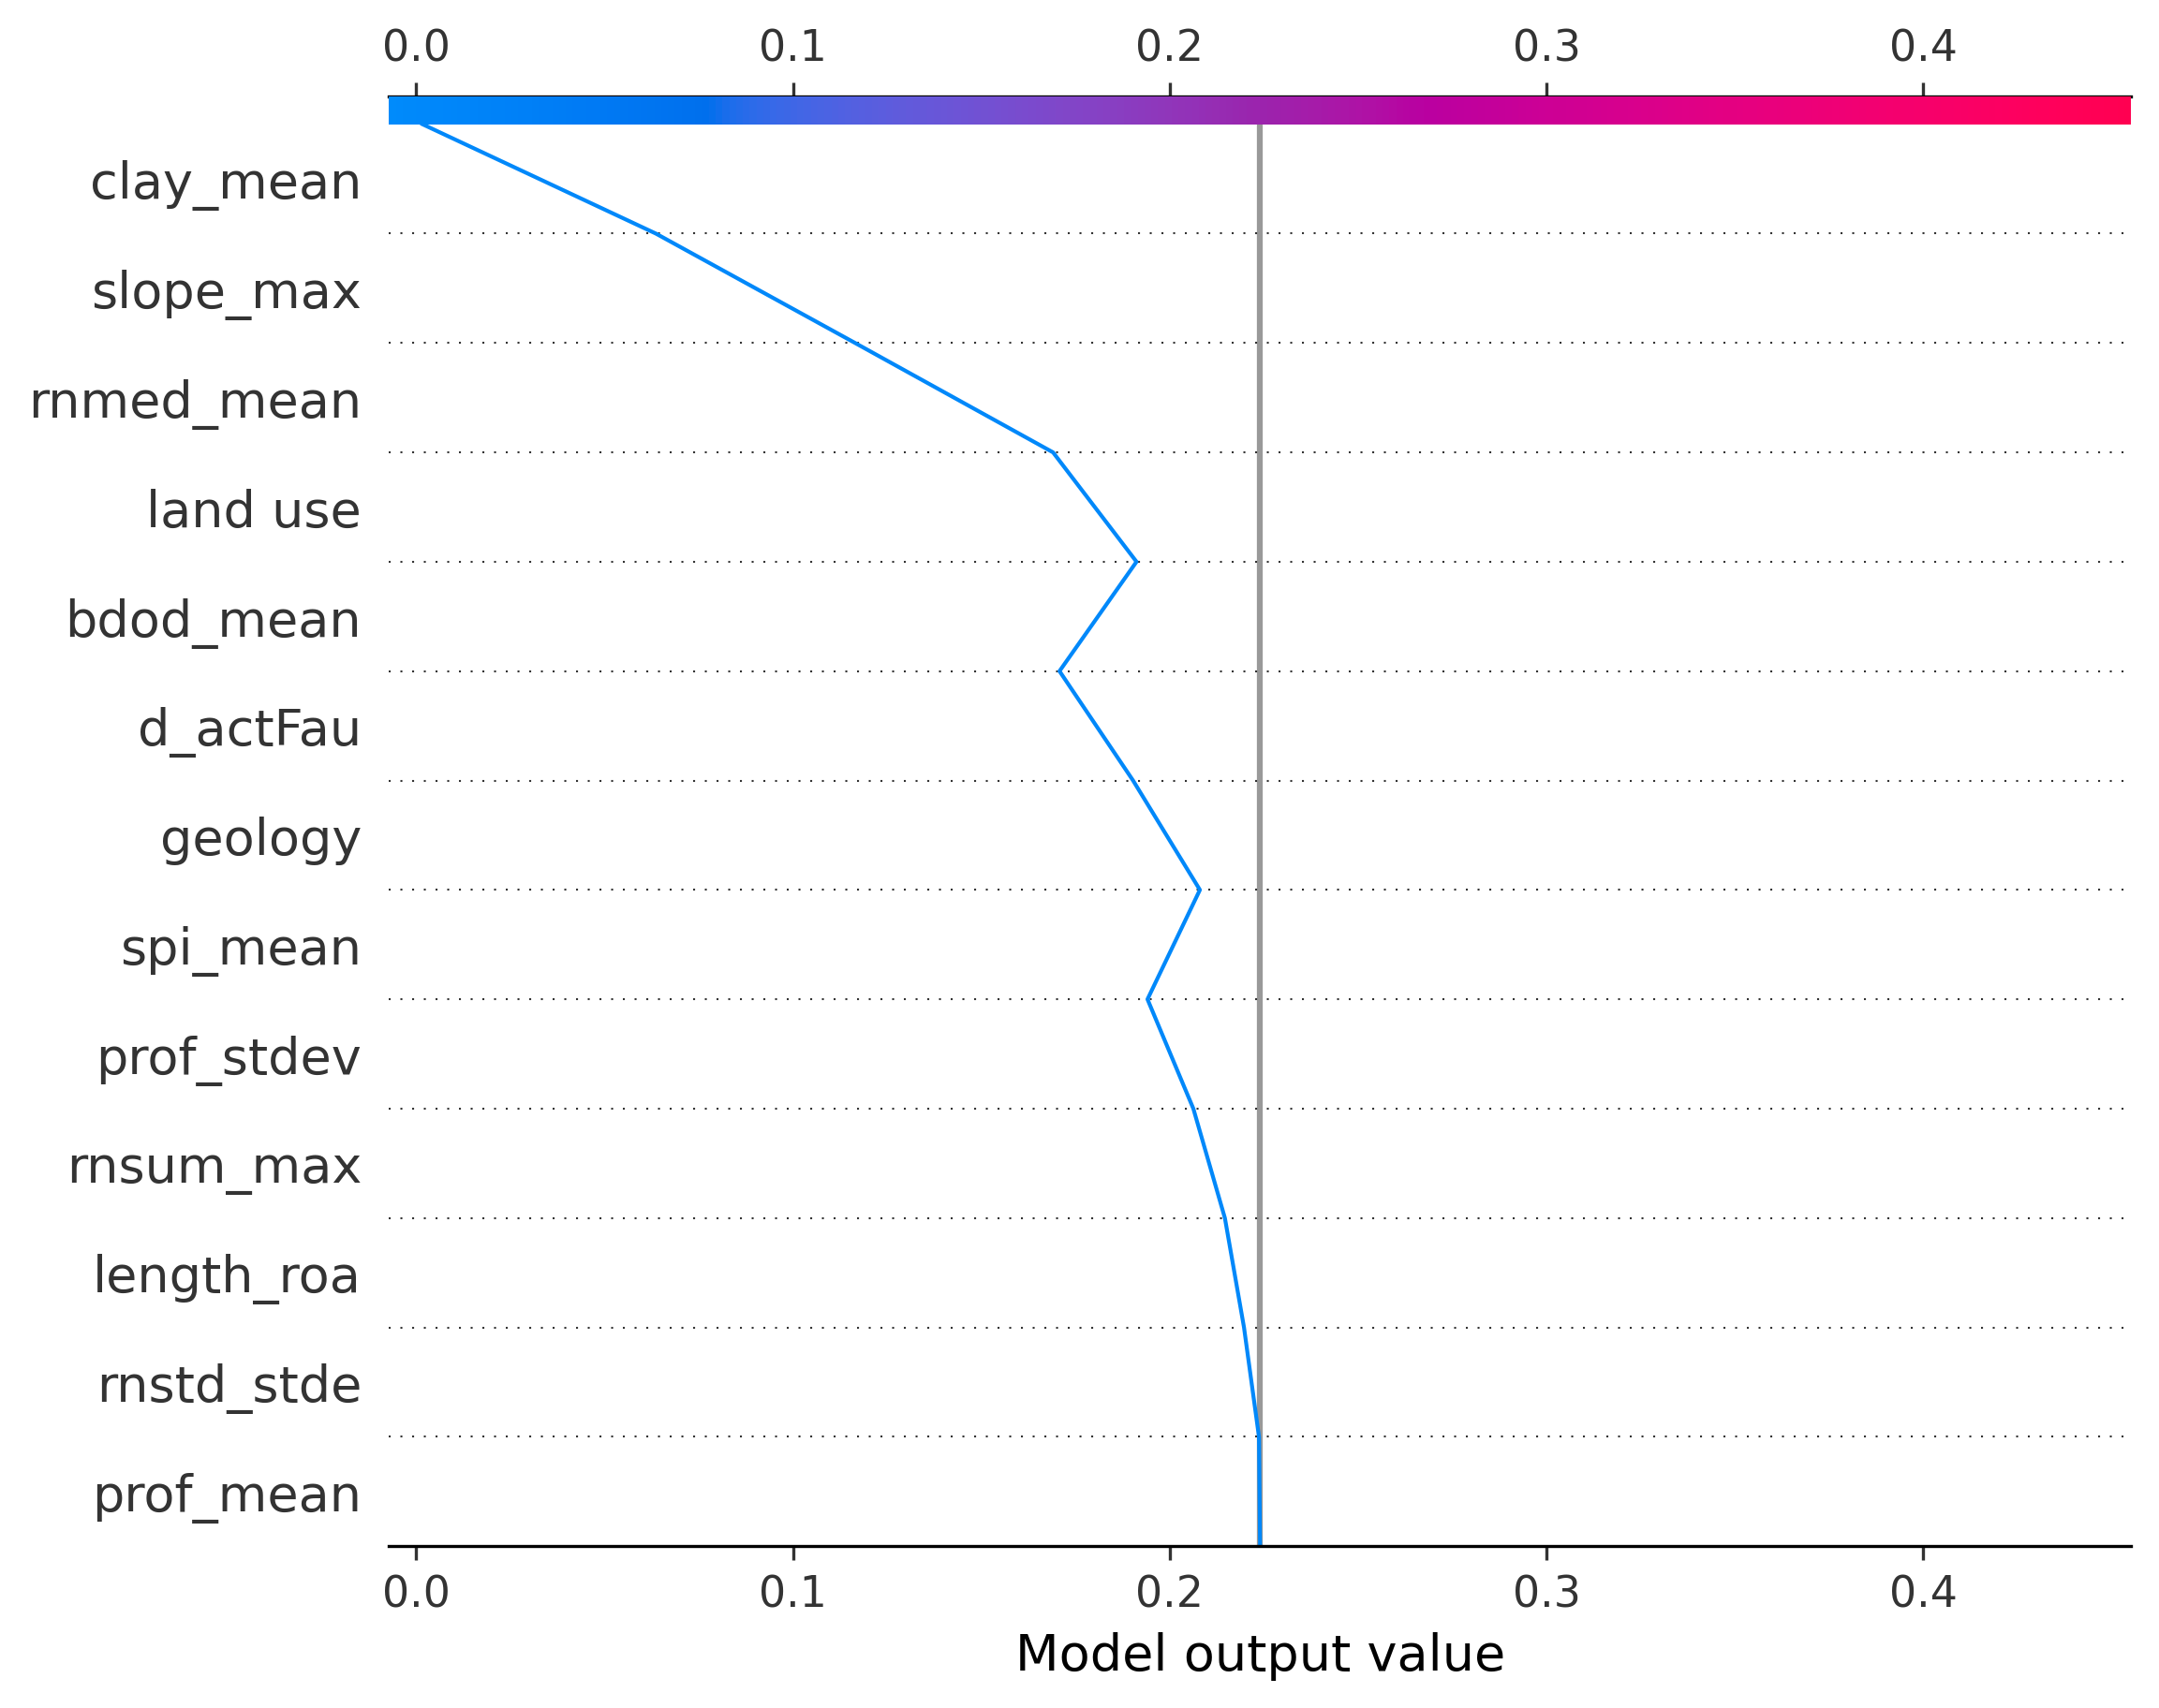 0.0 0.1 0.2 0.3 0.4
clay_mean
slope_max
rnmed_mean
land use
bdod_mean
d_actFau
geology
spi_mean
prof_stdev
rnsum_max
length_roa
rnstd_stde
prof_mean
0.0 0.1 0.2 0.3 0.4
Model output value